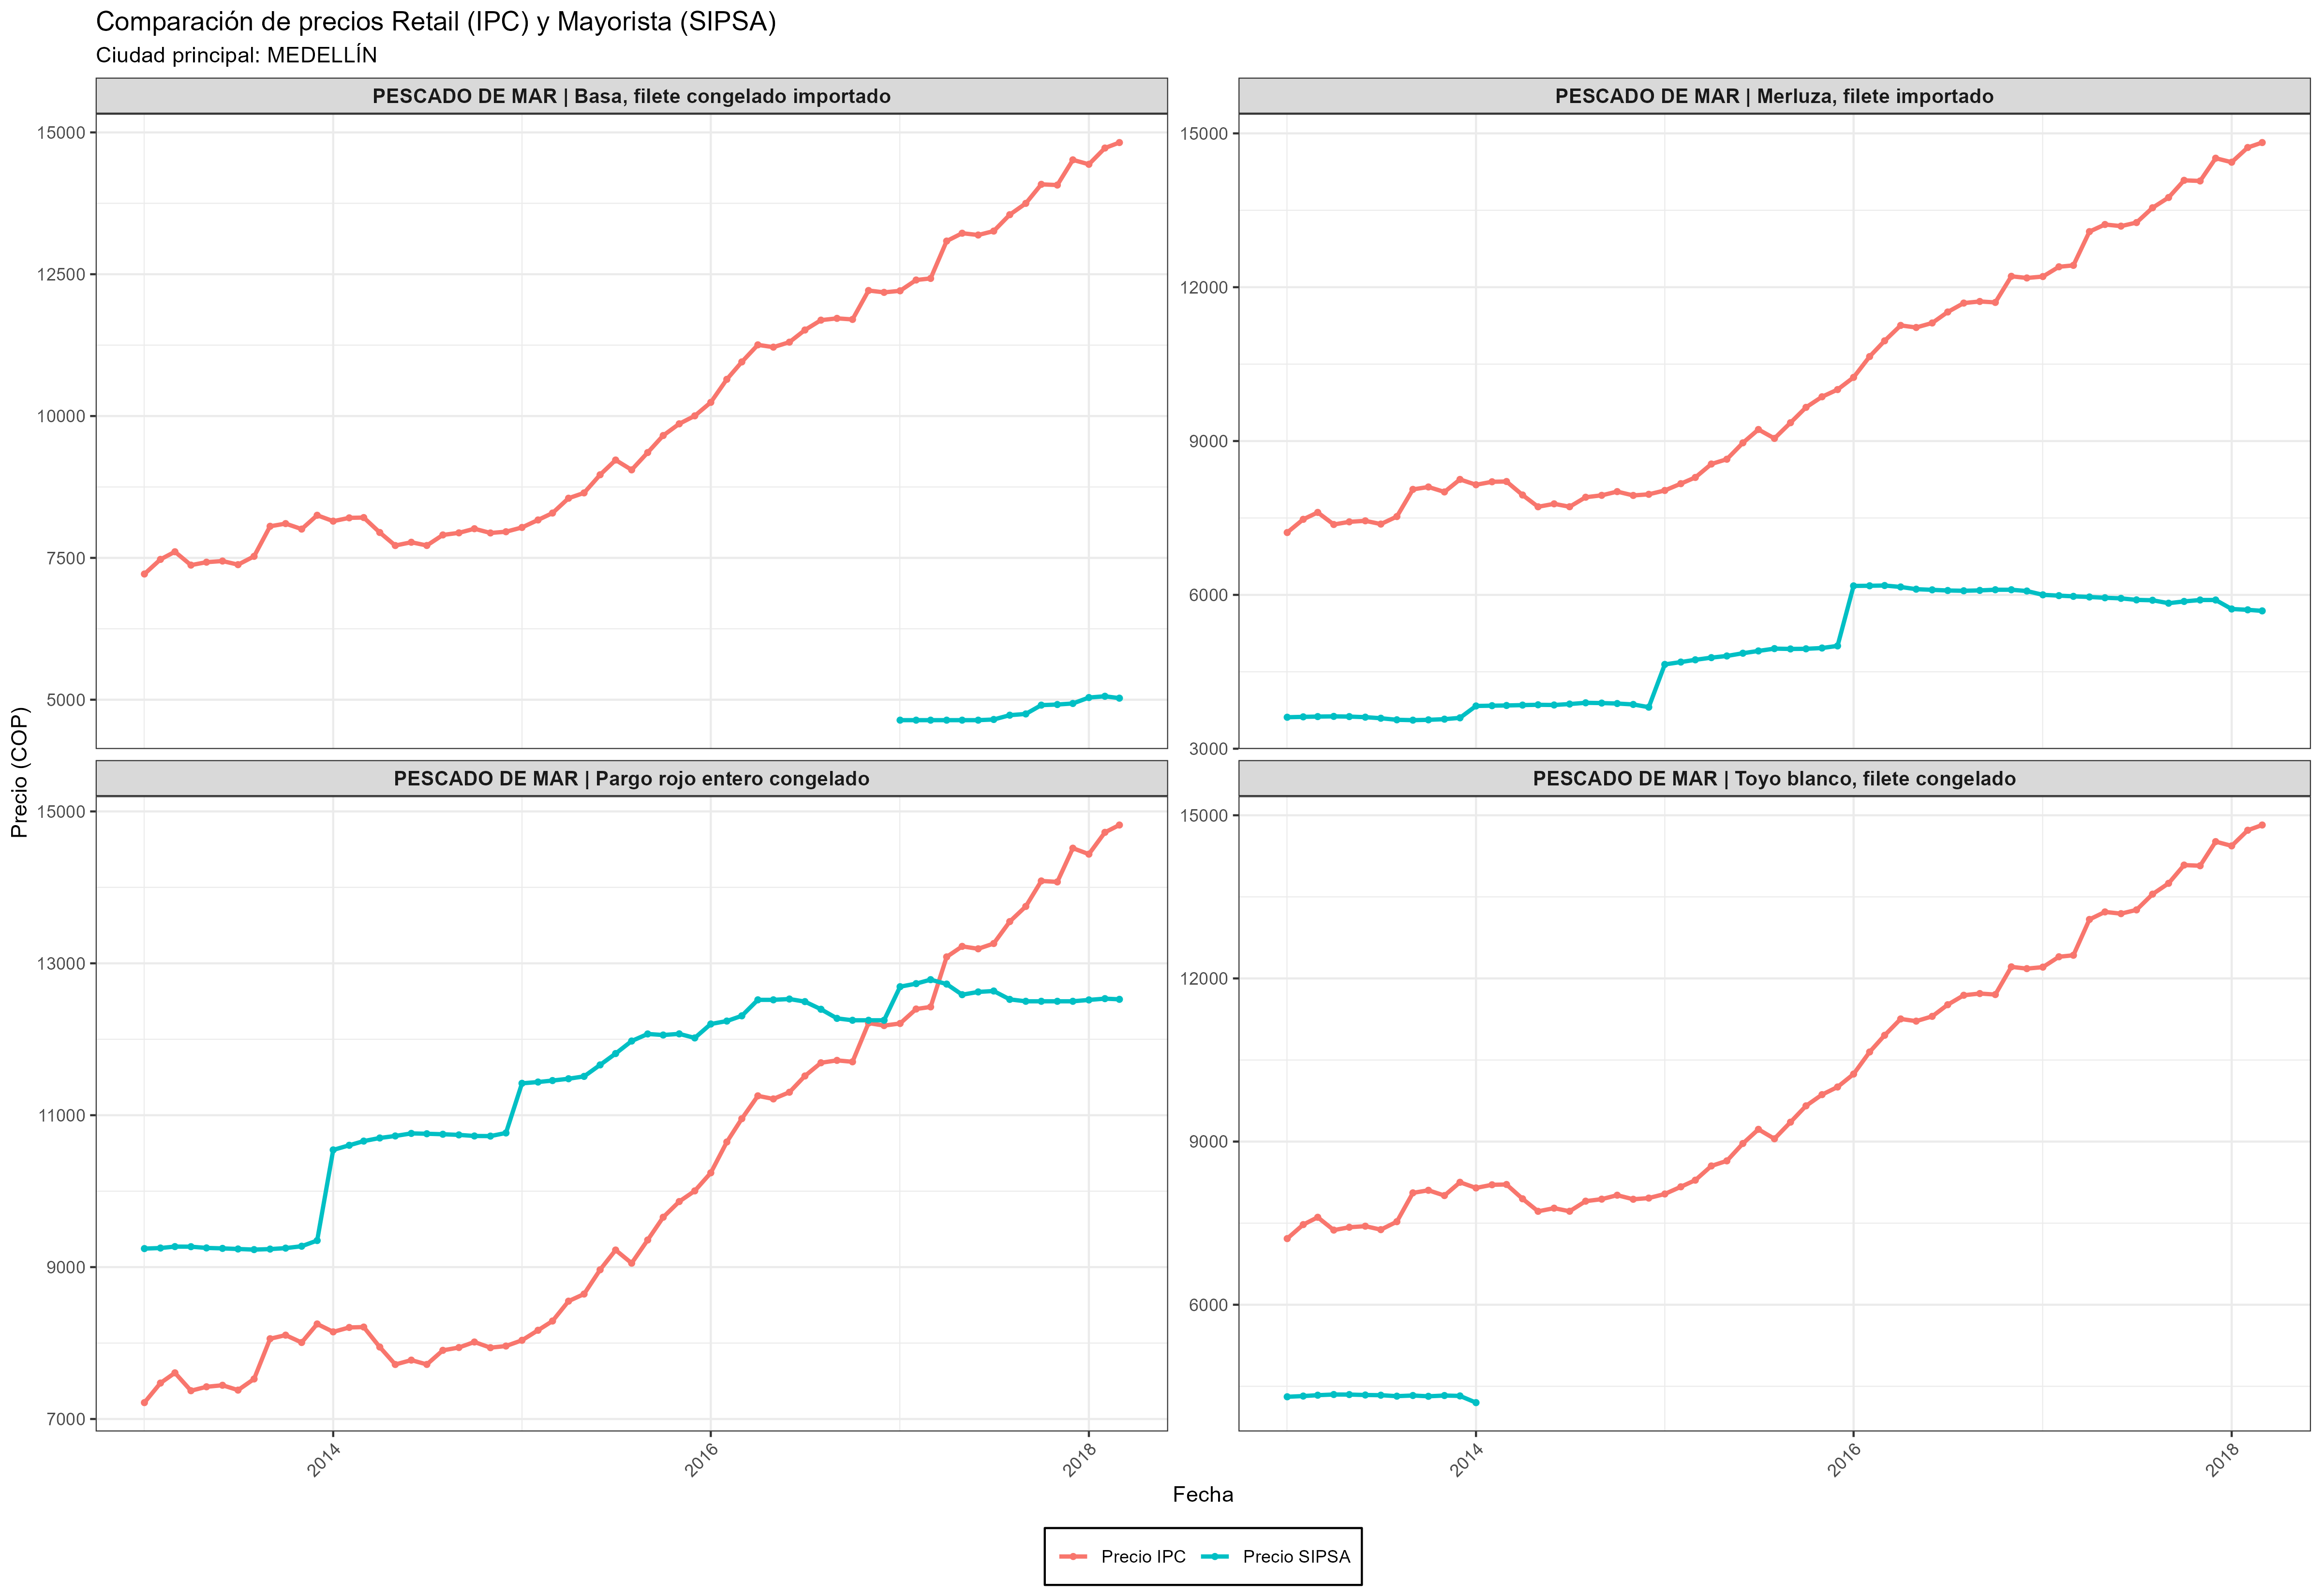 Comparación de precios Retail (IPC) y Mayorista (SIPSA)
Ciudad principal: MEDELLÍN
PESCADO DE MAR | Basa, filete congelado importado
PESCADO DE MAR | Merluza, filete importado
15000
12500
10000
7500
5000
15000
12000
9000
6000
3000
PESCADO DE MAR | Pargo rojo entero congelado
PESCADO DE MAR | Toyo blanco, filete congelado
15000
13000
11000
9000
7000
15000
12000
9000
6000
Precio (COP)
2014
2016
2018
2014
2016
2018
Fecha
Precio IPC
Precio SIPSA